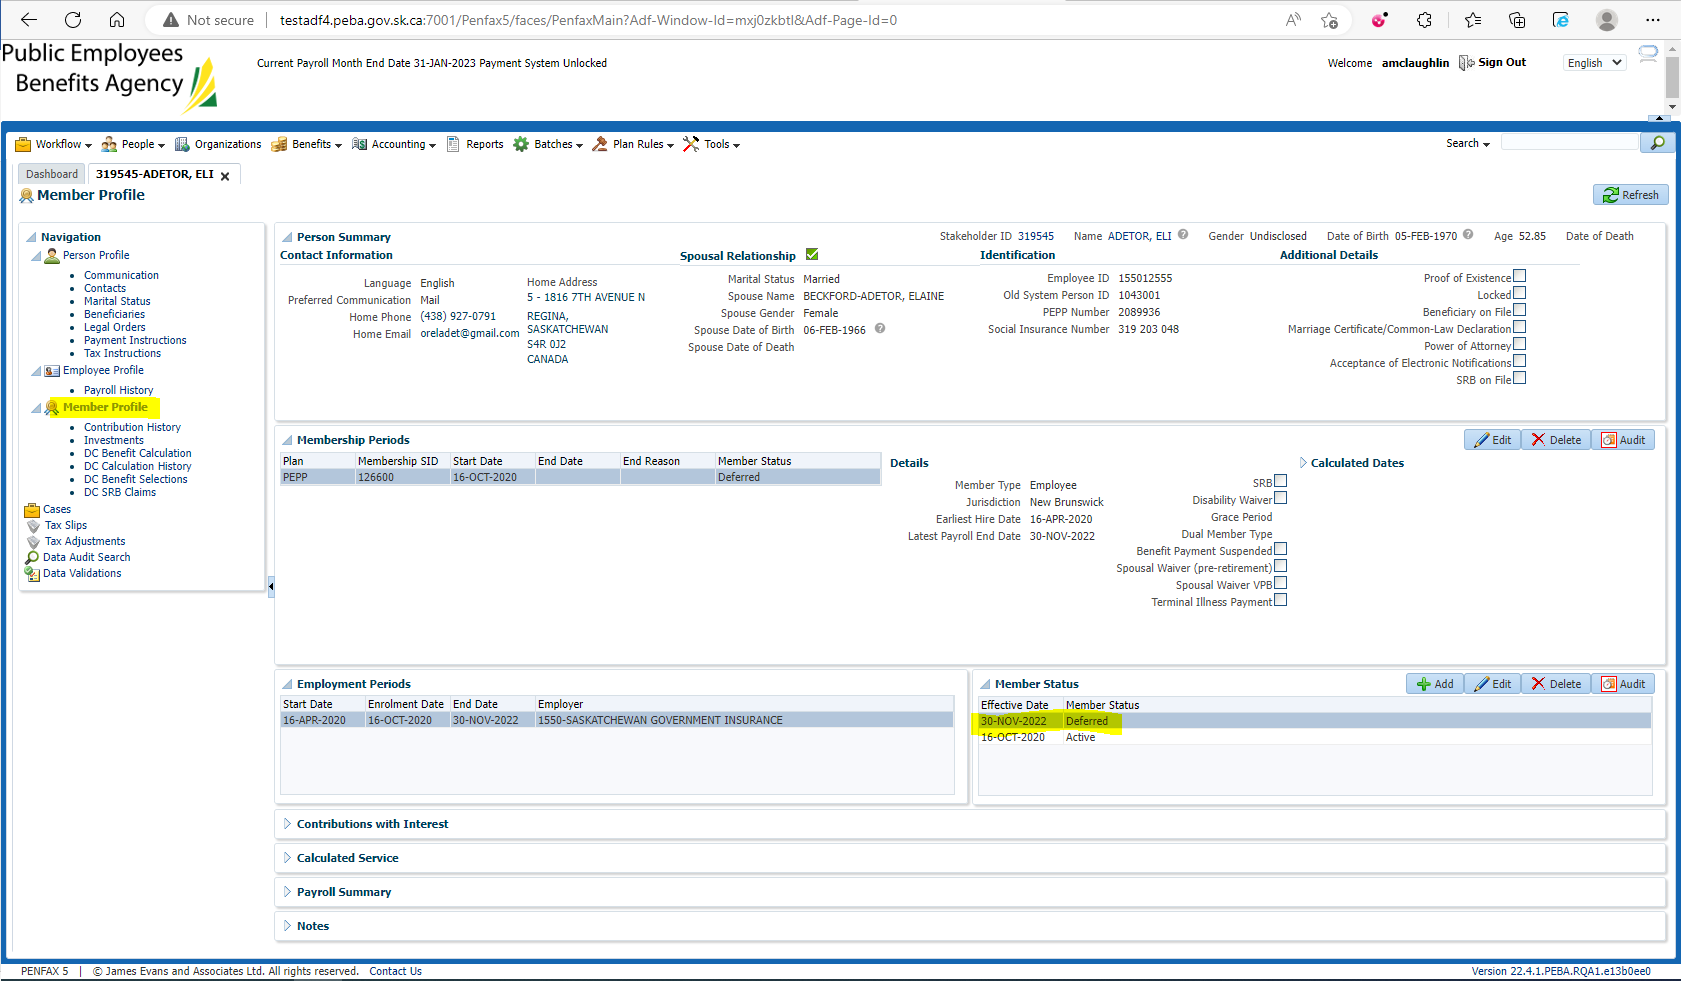 Not secure | testadf4.peba.gov.sk.ca:7001/Penfax5/faces/PenfaxMain?Adf-Window-Id=mxj0zkbtl&Adf-Page-Id=0
Public Employees
Benefits Agency
Current Payroll Month End Date 31-JAN-2023 Payment System Unlocked
Welcome amclaughlin Sign Out English
Workflow People Organizations Benefits Accounting Reports Batches Plan Rules Tools Search
Dashboard 319545-ADETOR, ELI
Member Profile
Refresh
Navigation
Person Profile
Communication
Contacts
Marital Status
Beneficiaries
Legal Orders
Payment Instructions
Tax Instructions
Employee Profile
Payroll History
Member Profile
Contribution History
Investments
DC Benefit Calculation
DC Calculation History
DC Benefit Selections
DC SRB Claims
Cases
Tax Slips
Tax Adjustments
Data Audit Search
Data Validations
Person Summary
Stakeholder ID 319545 Name ADETOR, ELI Gender Undisclosed Date of Birth 05-FEB-1970 Age 52.85 Date of Death
Contact Information
Language English
Preferred Communication Mail
Home Phone (438) 927-0791
Home Email oreladet@gmail.com
Home Address
5 - 1816 7TH AVENUE N
REGINA,
SASKATCHEWAN
S4R 0J2
CANADA
Spousal Relationship
Marital Status Married
Spouse Name BECKFORD-ADETOR, ELAINE
Spouse Gender Female
Spouse Date of Birth 06-FEB-1966
Spouse Date of Death
Identification
Employee ID 155012555
Old System Person ID 1043001
PEPP Number 2089936
Social Insurance Number 319 203 048
Additional Details
Proof of Existence
Locked
Beneficiary on File
Marriage Certificate/Common-Law Declaration
Power of Attorney
Acceptance of Electronic Notifications
SRB on File
Membership Periods
Edit Delete Audit
Plan Membership SID Start Date End Date End Reason Member Status
PEPP 126600 16-OCT-2020 Deferred
Details
Member Type Employee
Jurisdiction New Brunswick
Earliest Hire Date 16-APR-2020
Latest Payroll End Date 30-NOV-2022
SRB
Disability Waiver
Grace Period
Dual Member Type
Benefit Payment Suspended
Spousal Waiver (pre-retirement)
Spousal Waiver VPB
Terminal Illness Payment
Calculated Dates
Employment Periods
Start Date Enrolment Date End Date Employer
16-APR-2020 16-OCT-2020 30-NOV-2022 1550-SASKATCHEWAN GOVERNMENT INSURANCE
Member Status
Add Edit Delete Audit
Effective Date Member Status
30-NOV-2022 Deferred
16-OCT-2020 Active
Contributions with Interest
Calculated Service
Payroll Summary
Notes
PENFAX 5 | © James Evans and Associates Ltd. All rights reserved. Contact Us
Version 22.4.1.PEBA.RQA1.e13b0ee0